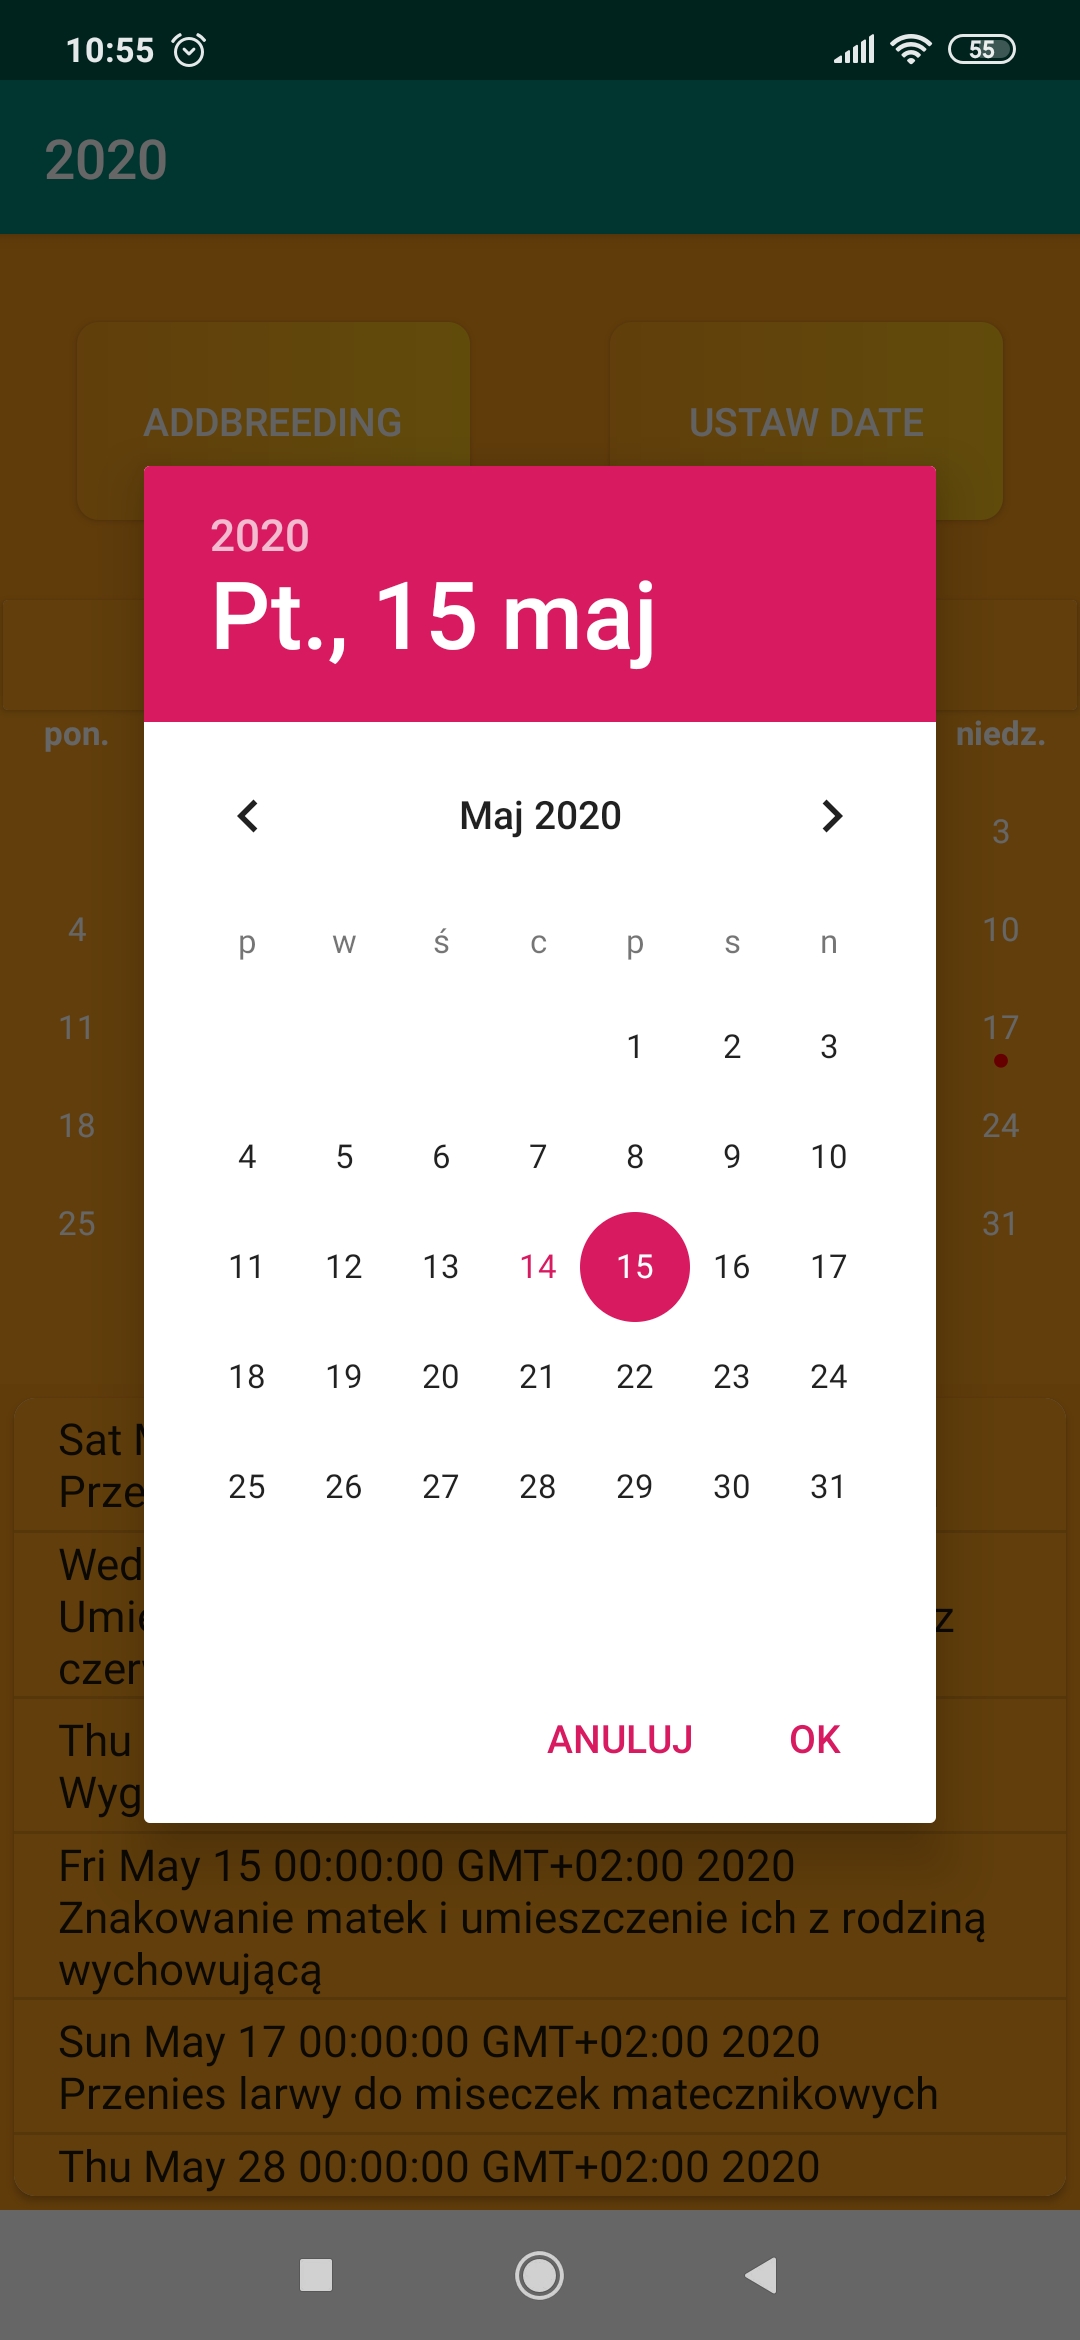 10:55 55
2020
ADDBREEDING USTAW DATE
2020
Pt., 15 maj
pon. niedz.
Maj 2020
3
4 10
p w ś c p s n
11 17
1 2 3
18 24
4 5 6 7 8 9 10
25 31
11 12 13 14 15 16 17
18 19 20 21 22 23 24
25 26 27 28 29 30 31
Sat
Wed
z
Thu
ANULUJ OK
Fri May 15 00:00:00 GMT+02:00 2020
Znakowanie matek i umieszczenie ich z rodziną
wychowującą
Sun May 17 00:00:00 GMT+02:00 2020
Przenies larwy do miseczek matecznikowych
Thu May 28 00:00:00 GMT+02:00 2020